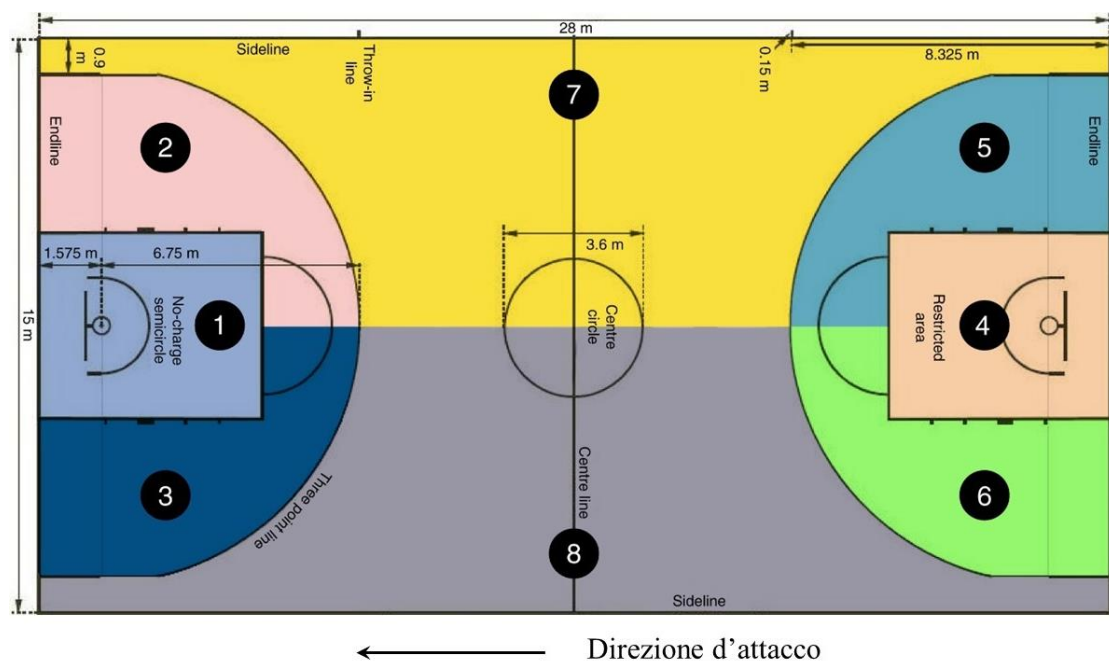 28 m
Sideline
Throw-in
line
0.15 m
8.325 m
0.9
m
7
2
5
Endline
Endline
1.575 m
6.75 m
3.6 m
15 m
No-charge
semicircle
1
Centre
circle
Restricted
area
4
3
Three point line
Centre line
6
8
Sideline
Direzione d’attacco